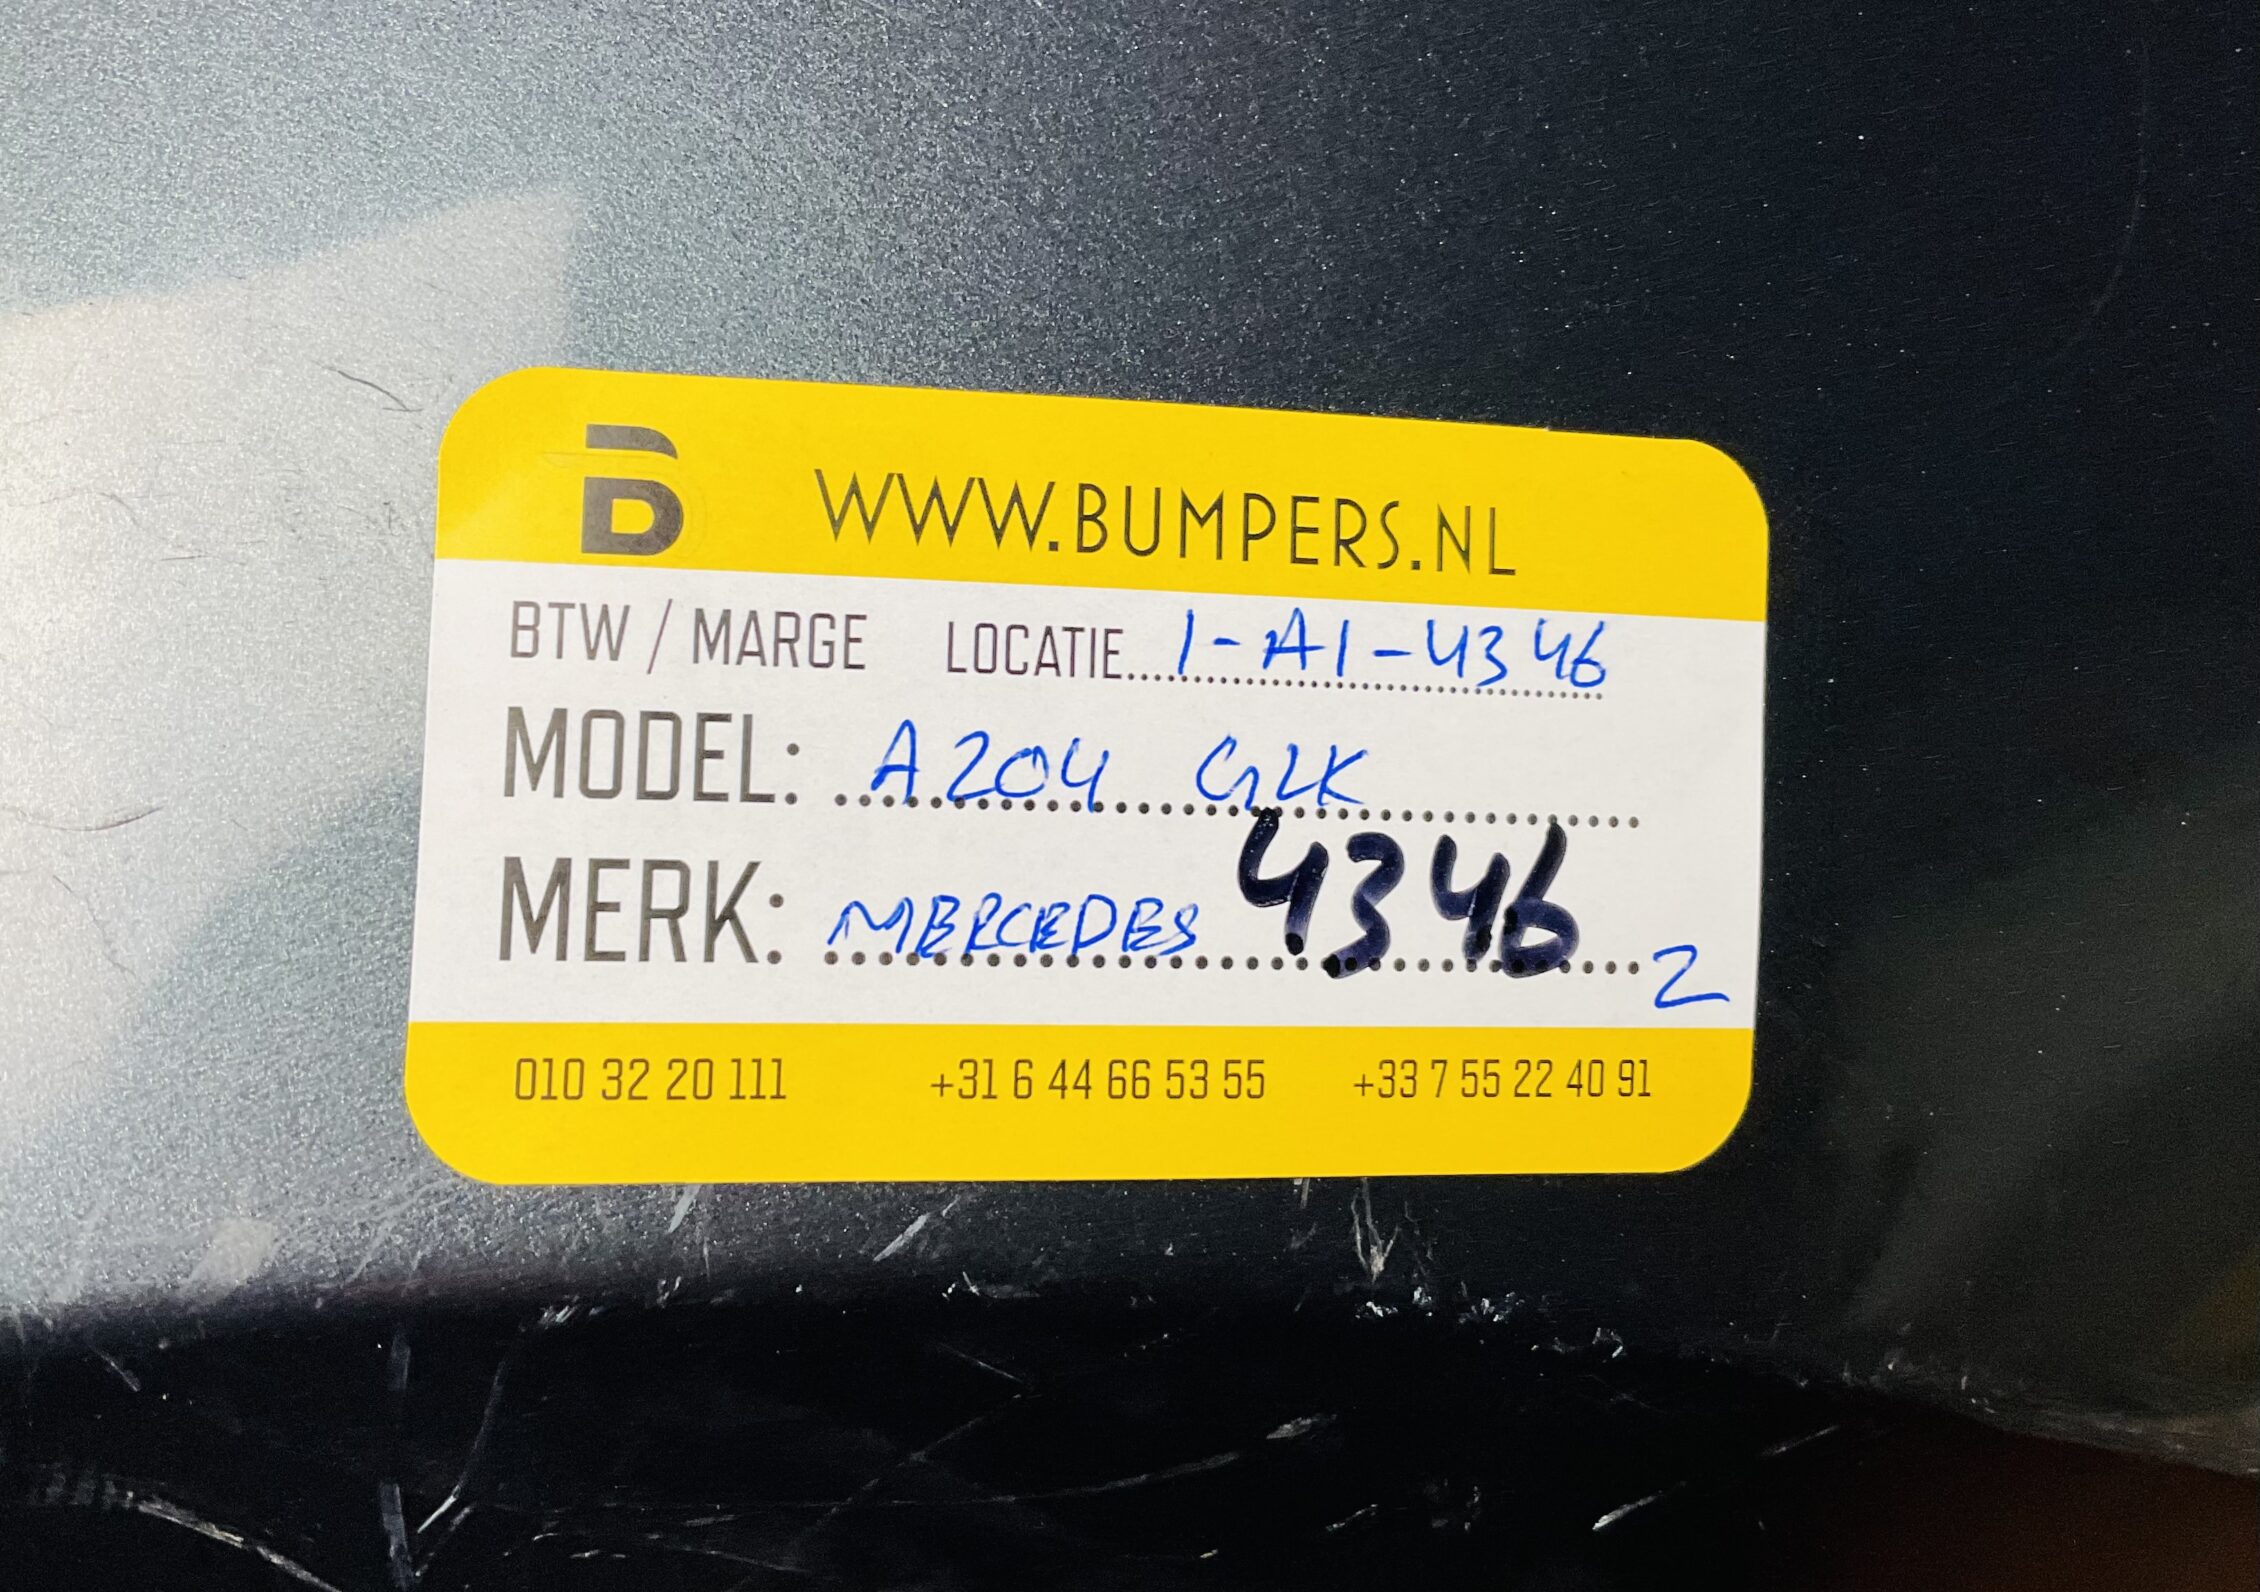 B WWW.BUMPERS.NL
BTW / MARGE LOCATIE 1-A1-4346
MODEL: A204 GLK
MERK: MERCEDES 4346 2
010 32 20 111 +31 6 44 66 53 55 +33 7 55 22 40 91